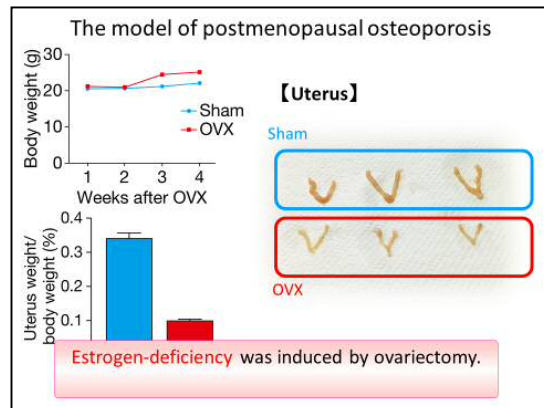 The model of postmenopausal osteoporosis
Body weight (g)
30
20
10
0
Sham
OVX
1 2 3 4
Weeks after OVX
【Uterus】
Sham
OVX
Uterus weight/
body weight (%)
0.4
0.3
0.2
0.1
Estrogen-deficiency was induced by ovariectomy.